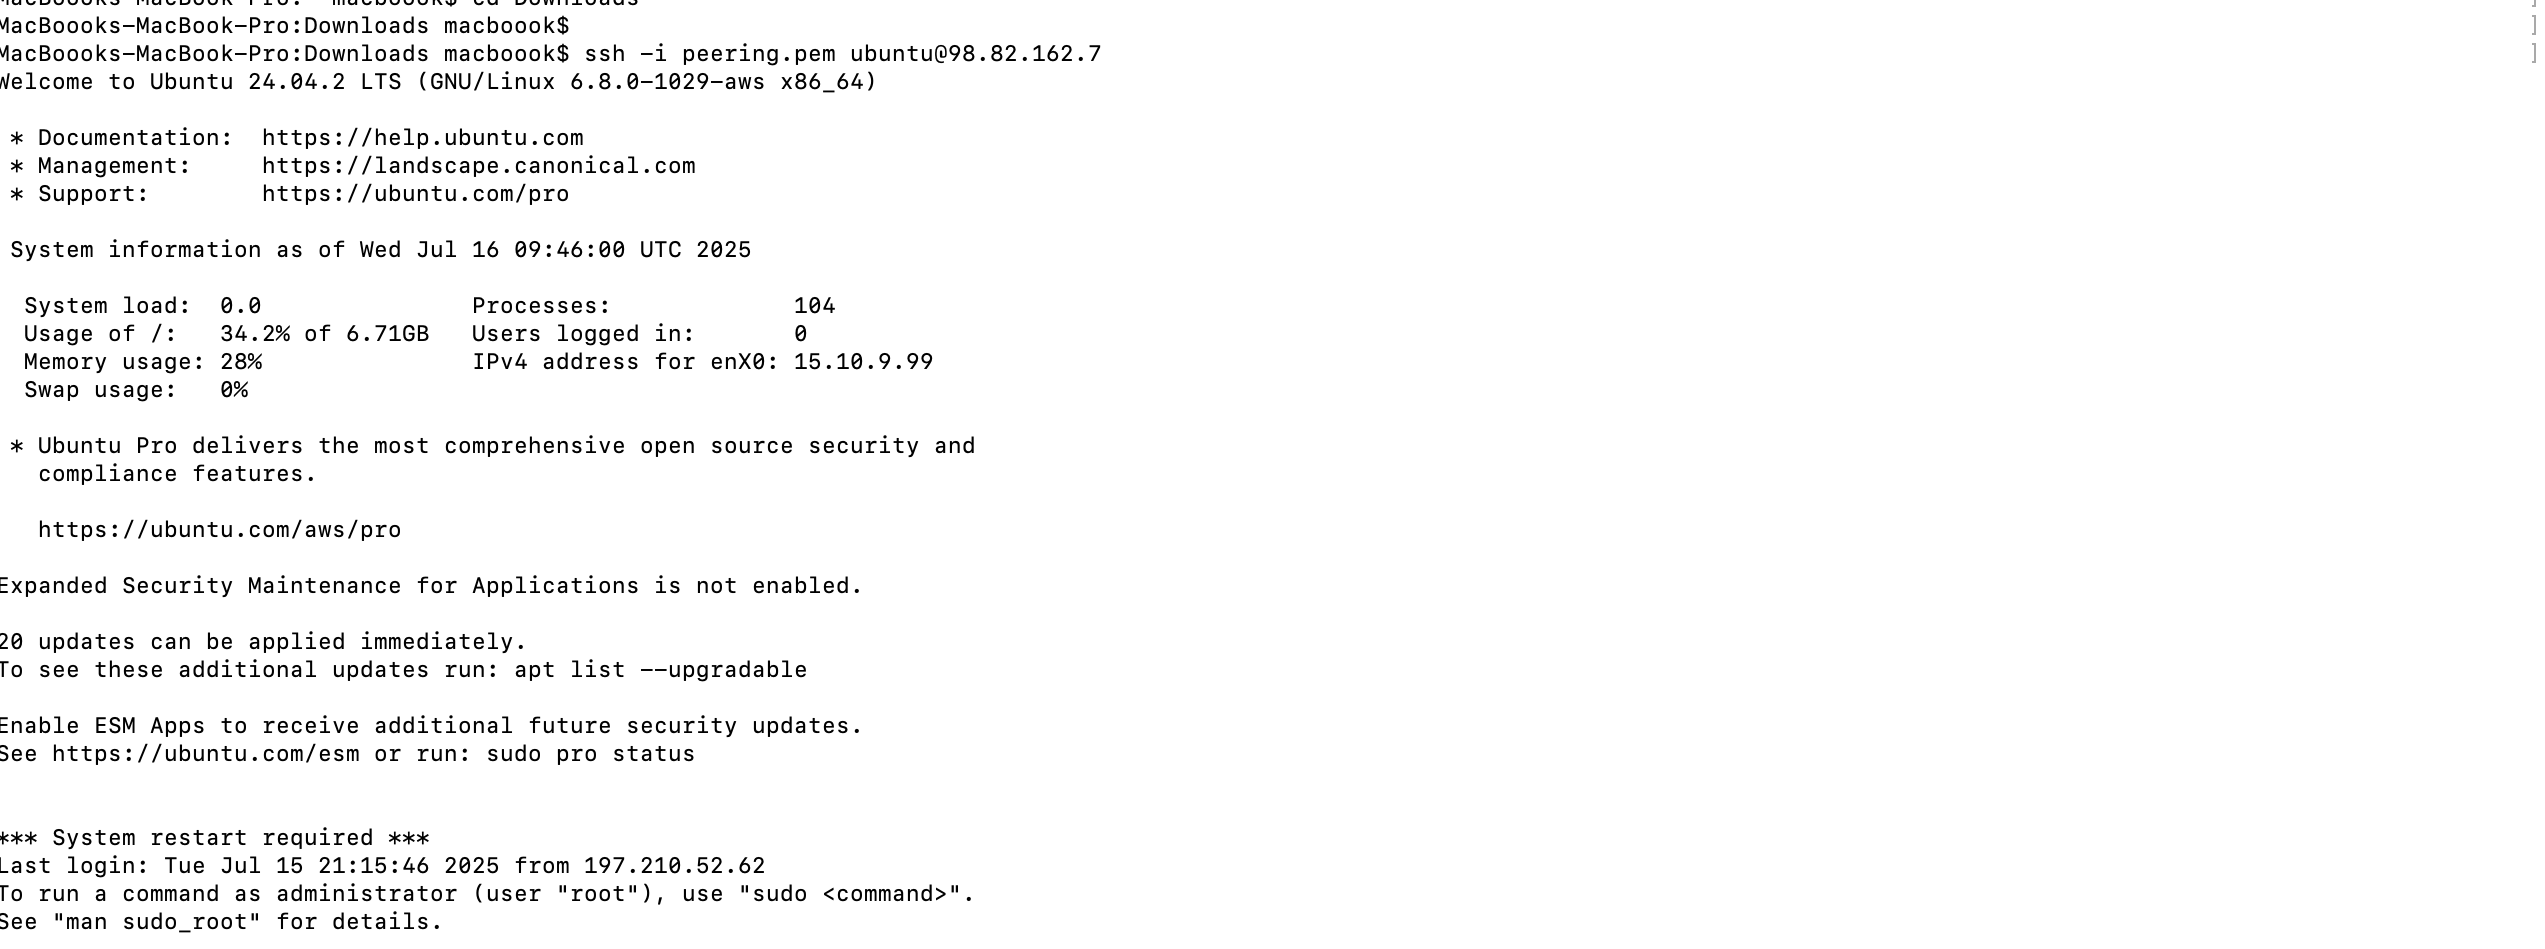 MacBoooks-MacBook-Pro:~ macboook$ cd Downloads
MacBoooks-MacBook-Pro:Downloads macboook$
MacBoooks-MacBook-Pro:Downloads macboook$ ssh -i peering.pem ubuntu@98.82.162.7
Welcome to Ubuntu 24.04.2 LTS (GNU/Linux 6.8.0-1029-aws x86_64)
* Documentation:  https://help.ubuntu.com
* Management:     https://landscape.canonical.com
* Support:        https://ubuntu.com/pro
System information as of Wed Jul 16 09:46:00 UTC 2025
System load:  0.0               Processes:             104
Usage of /:   34.2% of 6.71GB   Users logged in:       0
Memory usage: 28%               IPv4 address for enX0: 15.10.9.99
Swap usage:   0%
* Ubuntu Pro delivers the most comprehensive open source security and
compliance features.
https://ubuntu.com/aws/pro
Expanded Security Maintenance for Applications is not enabled.
20 updates can be applied immediately.
To see these additional updates run: apt list --upgradable
Enable ESM Apps to receive additional future security updates.
See https://ubuntu.com/esm or run: sudo pro status
*** System restart required ***
Last login: Tue Jul 15 21:15:46 2025 from 197.210.52.62
To run a command as administrator (user "root"), use "sudo <command>".
See "man sudo_root" for details.